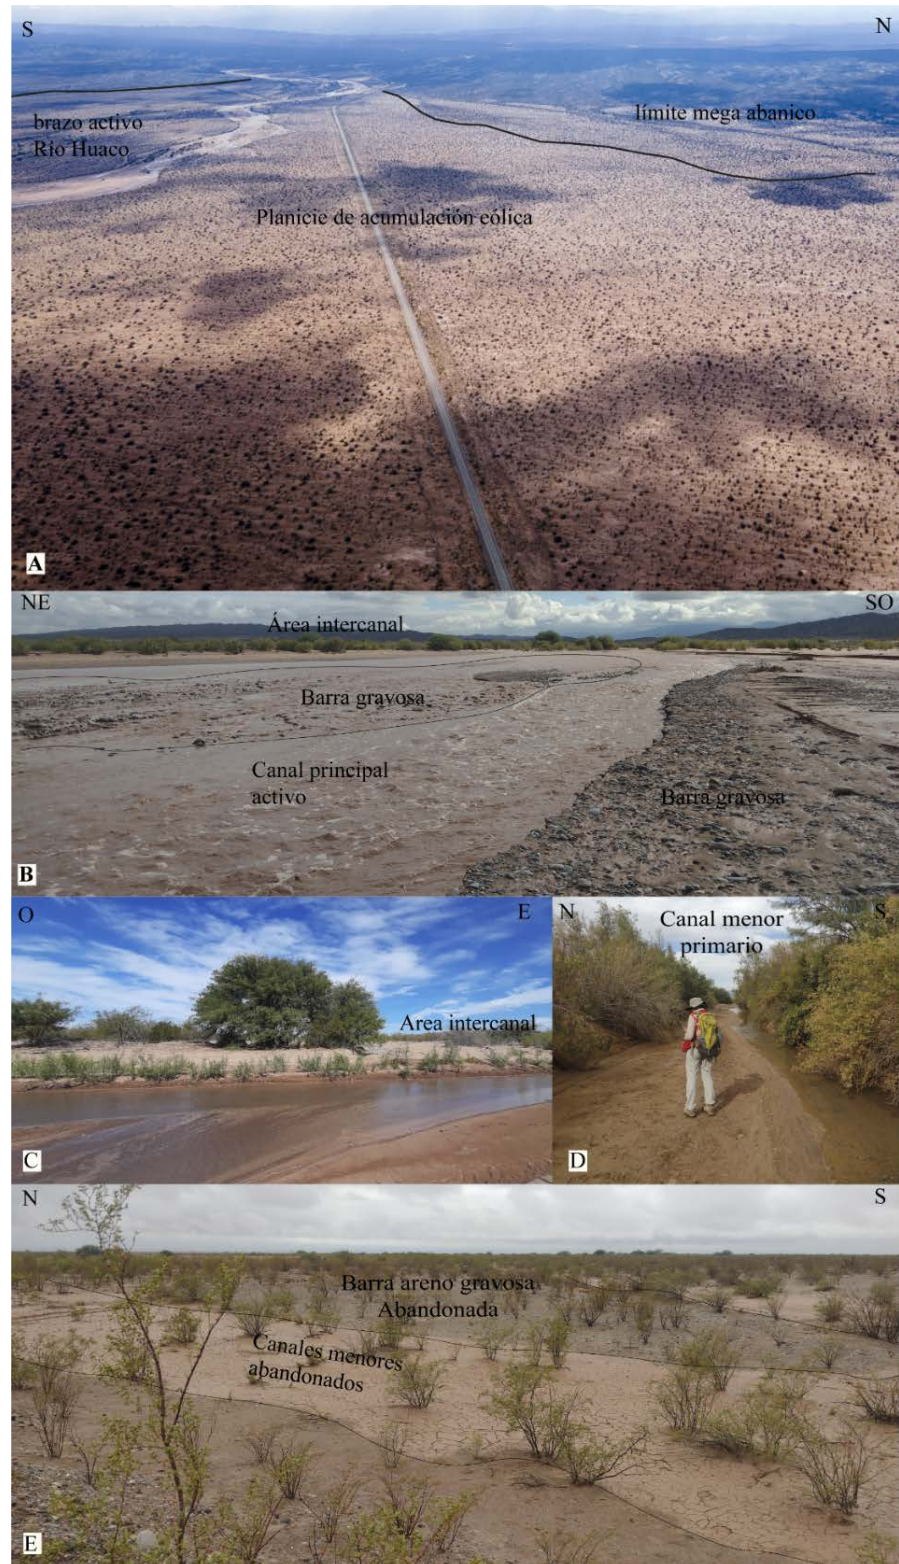 S
N
brazo activo
Río Huaco
límite mega abanico
Planicie de acumulación eólica
A
NE
SO
Área intercanal
Barra gravosa
Canal principal
activo
Barra gravosa
B
O
E
Area intercanal
C
N
S
Canal menor
primario
D
N
S
Barra areno gravosa
Abandonada
Canales menores
abandonados
E